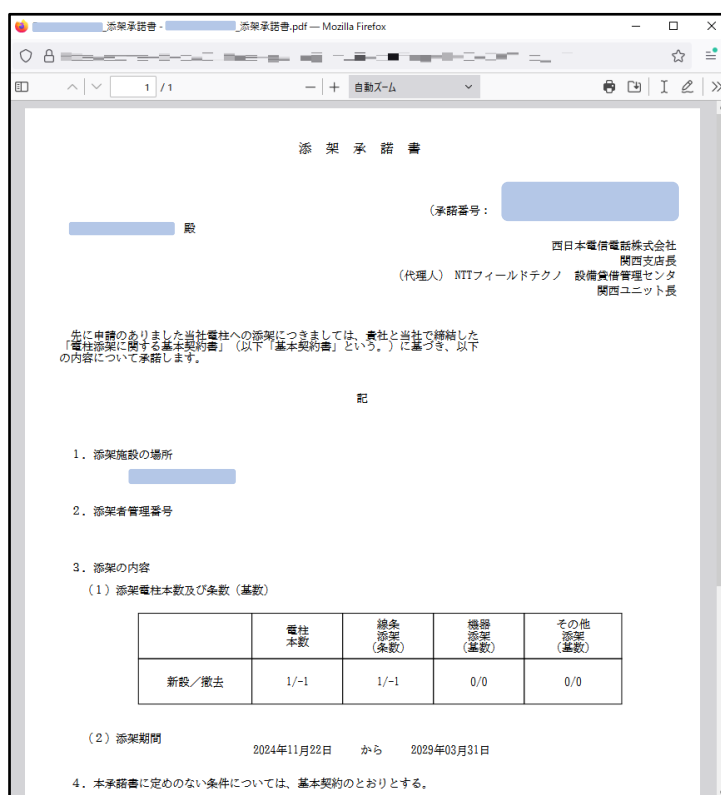 _添架承諾書 - _添架承諾書.pdf — Mozilla Firefox
1 / 1
自動ズーム
添 架 承 諾 書
（承諾番号：
殿
西日本電信電話株式会社
関西支店長
（代理人） NTTフィールドテクノ 設備賃借管理センタ
関西ユニット長
先に申請のありました当社電柱への添架につきましては、貴社と当社で締結した
「電柱添架に関する基本契約書」（以下「基本契約書」という。）に基づき、以下
の内容について承諾します。
記
１．添架施設の場所
２．添架者管理番号
３．添架の内容
（１）添架電柱本数及び条数（基数）
電柱
本数
線条
添架
（条数）
機器
添架
（基数）
その他
添架
（基数）
新設／撤去 1/-1 1/-1 0/0 0/0
（２）添架期間
2024年11月22日 から 2029年03月31日
４．本承諾書に定めのない条件については、基本契約のとおりとする。